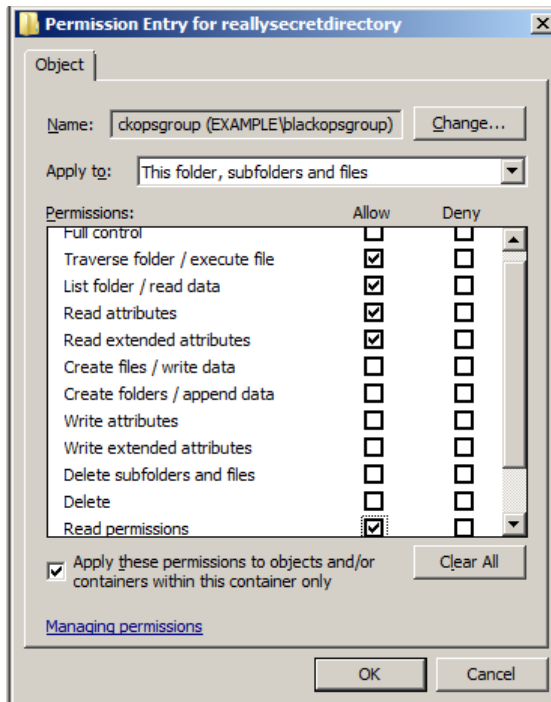 Permission Entry for reallysecretdirectory
Object
Name: ckopsgroup (EXAMPLE\blackopsgroup) Change...
Apply to: This folder, subfolders and files
Permissions: Allow Deny
Full control
Traverse folder / execute file
List folder / read data
Read attributes
Read extended attributes
Create files / write data
Create folders / append data
Write attributes
Write extended attributes
Delete subfolders and files
Delete
Read permissions
Apply these permissions to objects and/or
containers within this container only
Clear All
Managing permissions
OK Cancel